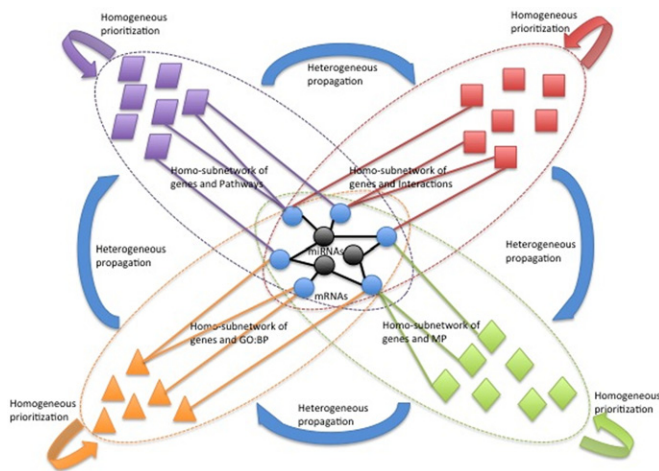 Homogeneous
prioritization
Homogeneous
prioritization
Heterogeneous
propagation
Homo-subnetwork of
genes and Pathways
Homo-subnetwork of
genes and Interactions
Heterogeneous
propagation
Heterogeneous
propagation
miRNAs
mRNAs
Homo-subnetwork of
genes and GO:BP
Homo-subnetwork of
genes and MP
Homogeneous
prioritization
Heterogeneous
propagation
Homogeneous
prioritization